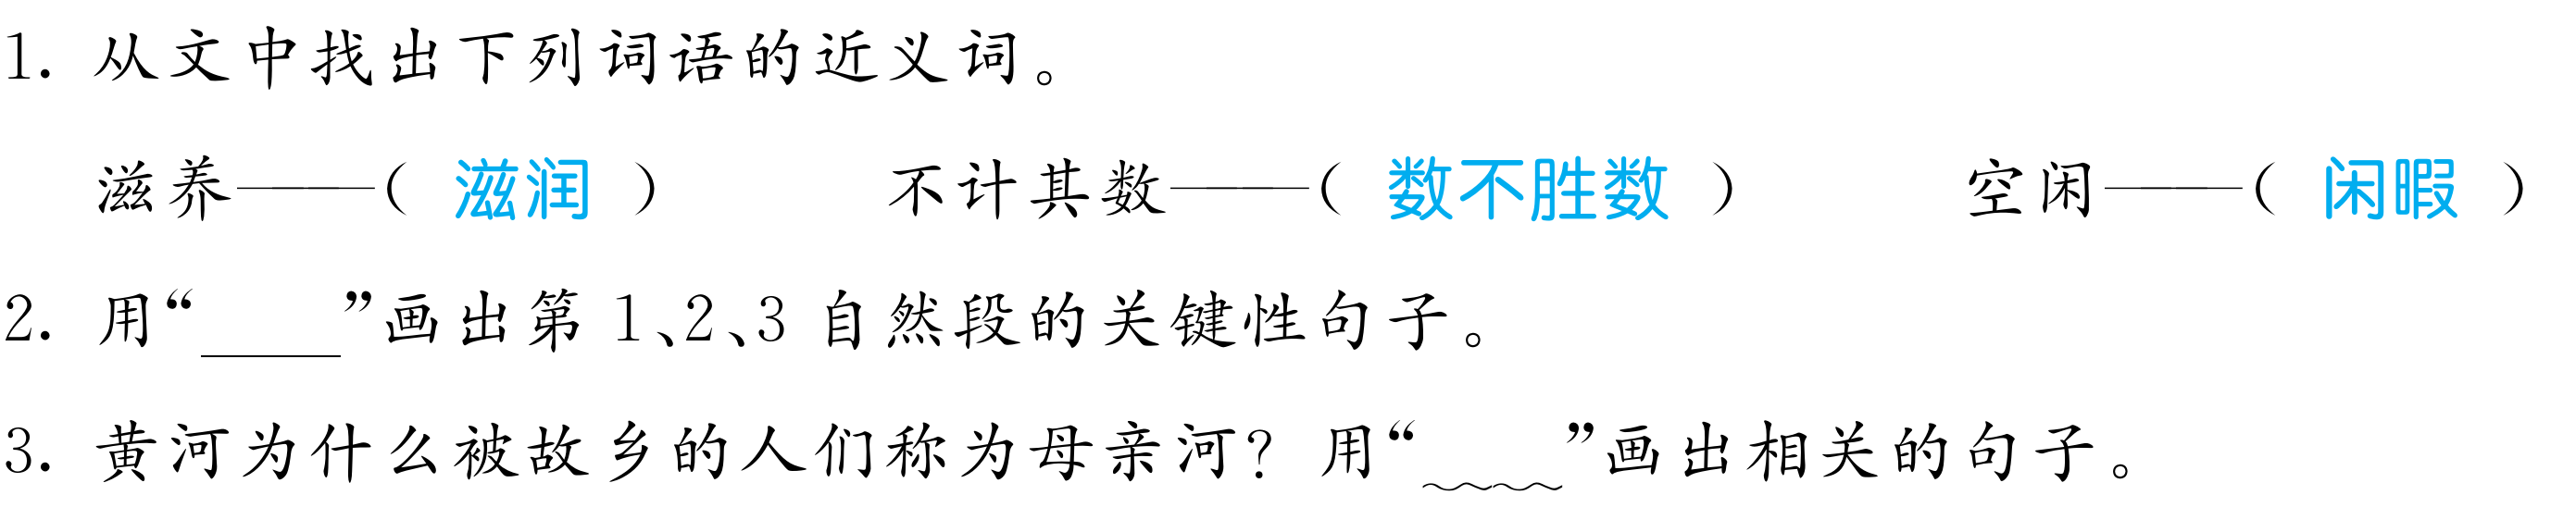 1. 从文中找出下列词语的近义词。
滋养——( 滋润 ) 不计其数——( 数不胜数 ) 空闲——( 闲暇 )
2. 用“____”画出第 1、2、3 自然段的关键性句子。
3. 黄河为什么被故乡的人们称为母亲河? 用“﹏﹏”画出相关的句子。